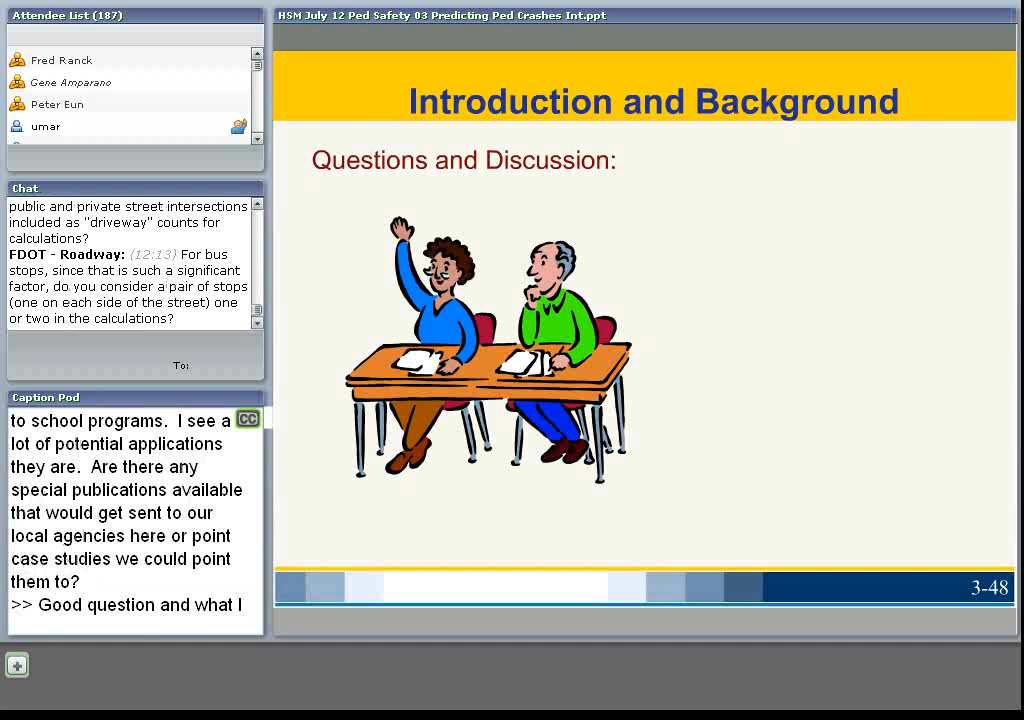 Attendee List (187)
Fred Ranck
Gene Amparano
Peter Eun
umar
Chat
public and private street intersections
included as "driveway" counts for
calculations?
FDOT - Roadway: (12:13) For bus
stops, since that is such a significant
factor, do you consider a pair of stops
(one on each side of the street) one
or two in the calculations?
To:
Caption Pod
to school programs.  I see a
CC
lot of potential applications
they are.  Are there any
special publications available
that would get sent to our
local agencies here or point
case studies we could point
them to?
>> Good question and what I
HSM July 12 Ped Safety 03 Predicting Ped Crashes Int.ppt
Introduction and Background
Questions and Discussion:
3-48